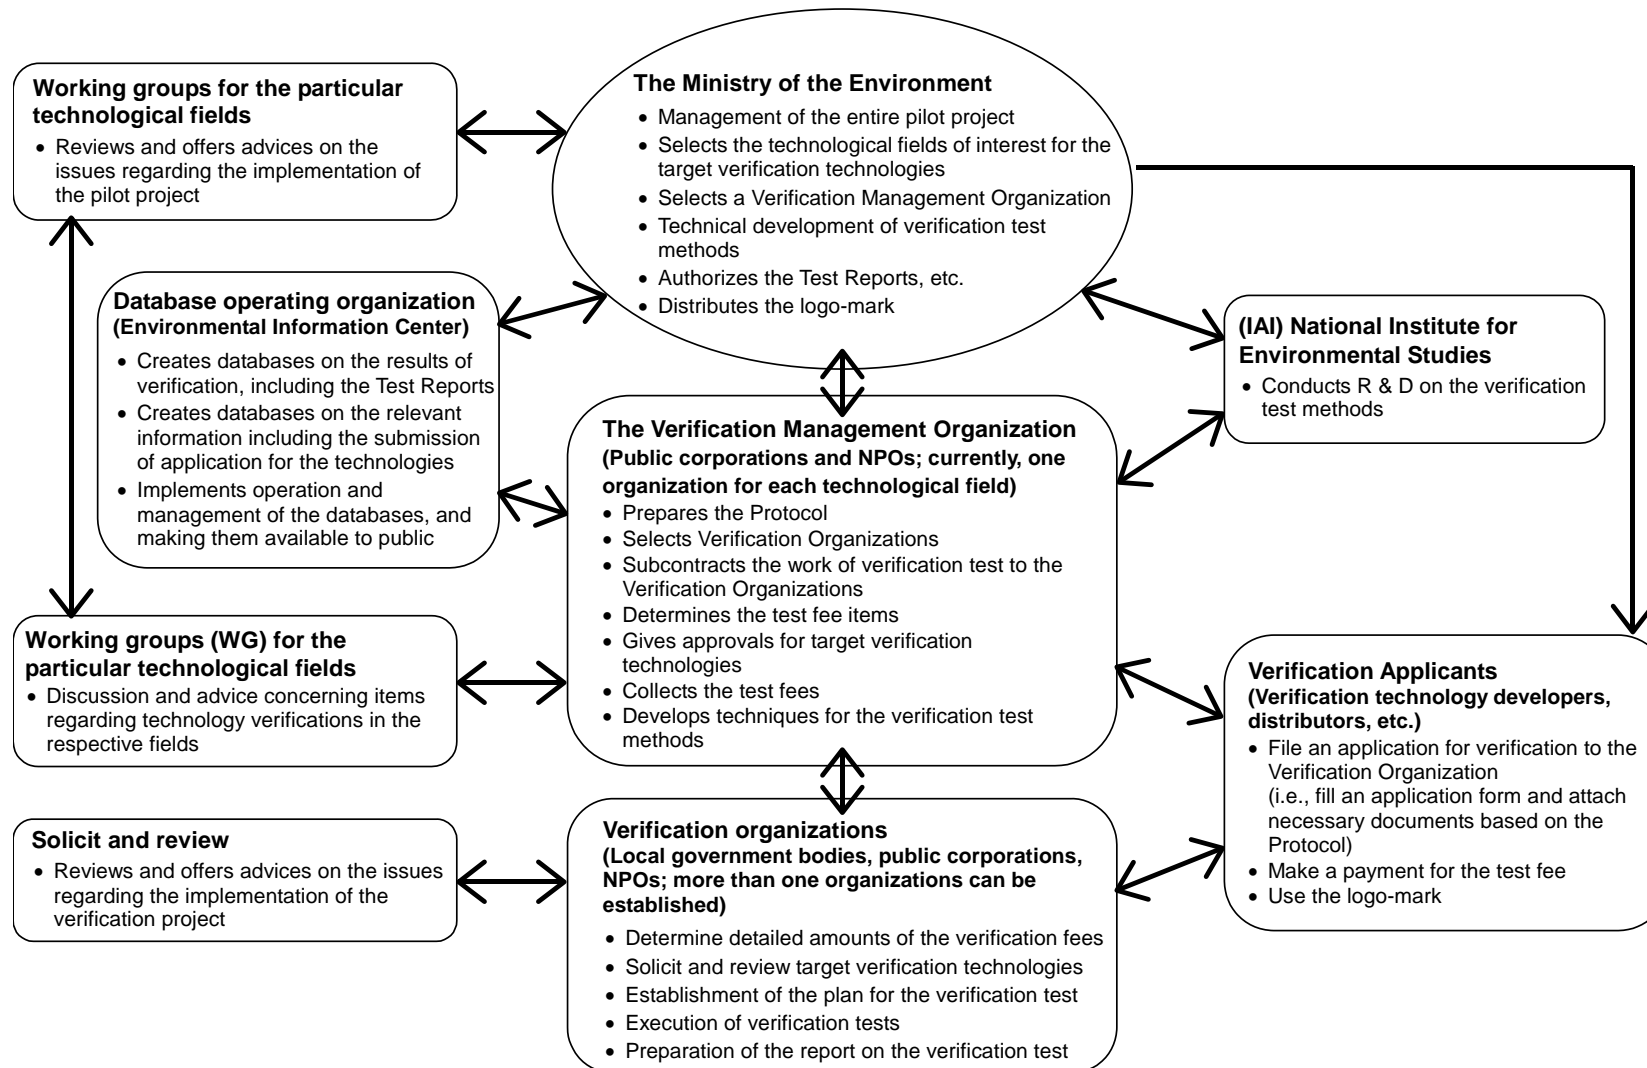 Working groups for the particular
technological fields
• Reviews and offers advices on the
issues regarding the implementation of
the pilot project
The Ministry of the Environment
• Management of the entire pilot project
• Selects the technological fields of interest for the
target verification technologies
• Selects a Verification Management Organization
• Technical development of verification test
methods
• Authorizes the Test Reports, etc.
• Distributes the logo-mark
Database operating organization
(Environmental Information Center)
• Creates databases on the results of
verification, including the Test Reports
• Creates databases on the relevant
information including the submission
of application for the technologies
• Implements operation and
management of the databases, and
making them available to public
(IAI) National Institute for
Environmental Studies
• Conducts R & D on the verification
test methods
The Verification Management Organization
(Public corporations and NPOs; currently, one
organization for each technological field)
• Prepares the Protocol
• Selects Verification Organizations
• Subcontracts the work of verification test to the
Verification Organizations
• Determines the test fee items
• Gives approvals for target verification
technologies
• Collects the test fees
• Develops techniques for the verification test
methods
Working groups (WG) for the
particular technological fields
• Discussion and advice concerning items
regarding technology verifications in the
respective fields
Verification Applicants
(Verification technology developers,
distributors, etc.)
• File an application for verification to the
Verification Organization
(i.e., fill an application form and attach
necessary documents based on the
Protocol)
• Make a payment for the test fee
• Use the logo-mark
Solicit and review
• Reviews and offers advices on the issues
regarding the implementation of the
verification project
Verification organizations
(Local government bodies, public corporations,
NPOs; more than one organizations can be
established)
• Determine detailed amounts of the verification fees
• Solicit and review target verification technologies
• Establishment of the plan for the verification test
• Execution of verification tests
• Preparation of the report on the verification test